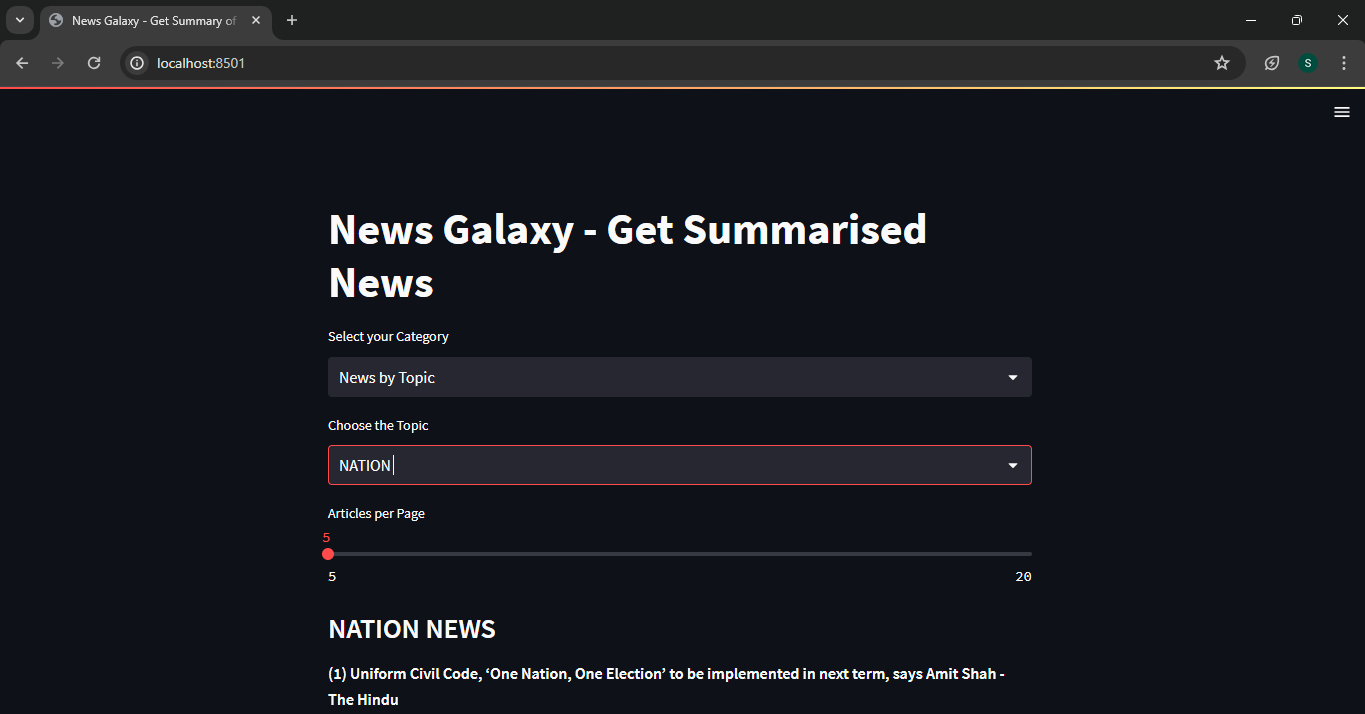 News Galaxy - Get Summary of
localhost:8501
S
News Galaxy - Get Summarised
News
Select your Category
News by Topic
Choose the Topic
NATION
Articles per Page
5
5
20
NATION NEWS
(1) Uniform Civil Code, ‘One Nation, One Election’ to be implemented in next term, says Amit Shah -
The Hindu